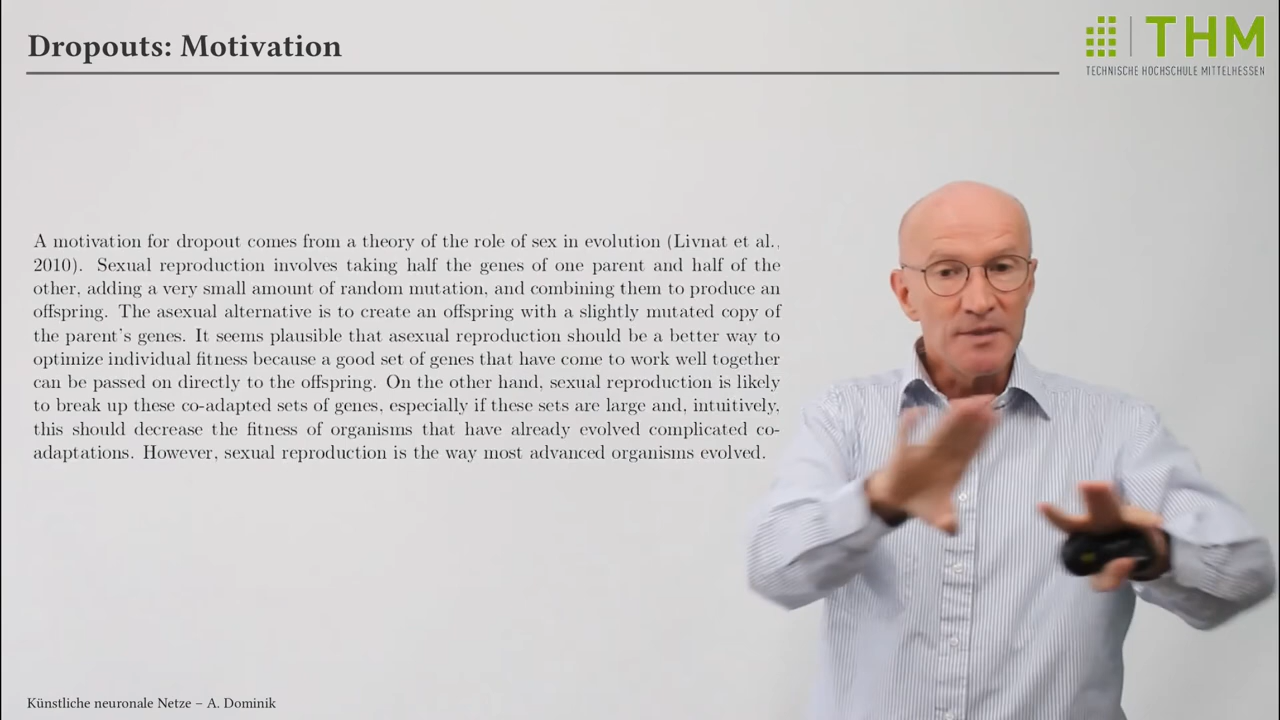 Dropouts: Motivation
THM
TECHNISCHE HOCHSCHULE MITTELHESSEN
A motivation for dropout comes from a theory of the role of sex in evolution (Livnat et al.,
2010). Sexual reproduction involves taking half the genes of one parent and half of the
other, adding a very small amount of random mutation, and combining them to produce an
offspring. The asexual alternative is to create an offspring with a slightly mutated copy of
the parent's genes. It seems plausible that asexual reproduction should be a better way to
optimize individual fitness because a good set of genes that have come to work well together
can be passed on directly to the offspring. On the other hand, sexual reproduction is likely
to break up these co-adapted sets of genes, especially if these sets are large and, intuitively,
this should decrease the fitness of organisms that have already evolved complicated co-
adaptations. However, sexual reproduction is the way most advanced organisms evolved.
Künstliche neuronale Netze – A. Dominik